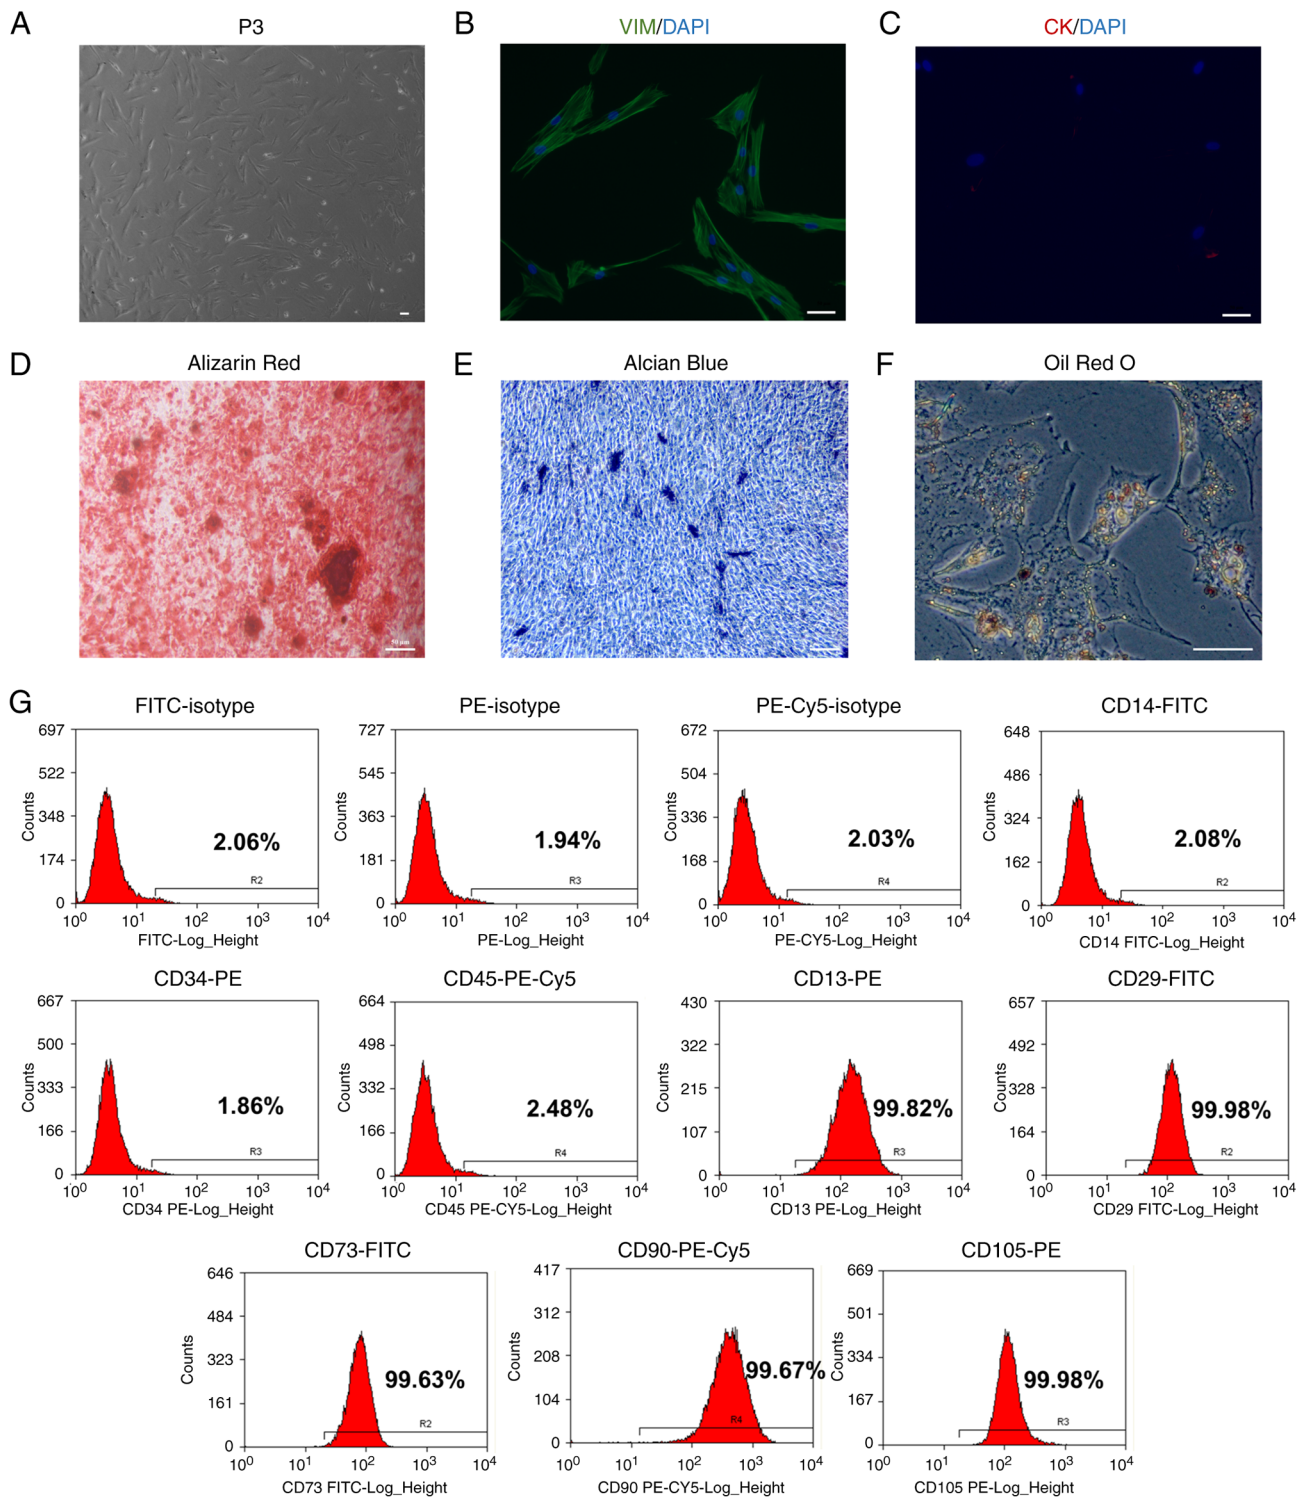 A P3
B VIM/DAPI
C CK/DAPI
D Alizarin Red
50 μm
E Alcian Blue
F Oil Red O
G
FITC-isotype
697
522
348
174
0
Counts
2.06%
R2
10⁰ 10¹ 10² 10³ 10⁴
FITC-Log_Height
PE-isotype
727
545
363
181
0
Counts
1.94%
R3
10⁰ 10¹ 10² 10³ 10⁴
PE-Log_Height
PE-Cy5-isotype
672
504
336
168
0
Counts
2.03%
R4
10⁰ 10¹ 10² 10³ 10⁴
PE-CY5-Log_Height
CD14-FITC
648
486
324
162
0
Counts
2.08%
R2
10⁰ 10¹ 10² 10³ 10⁴
CD14 FITC-Log_Height
CD34-PE
667
500
333
166
0
Counts
1.86%
R3
10⁰ 10¹ 10² 10³ 10⁴
CD34 PE-Log_Height
CD45-PE-Cy5
664
498
332
166
0
Counts
2.48%
R4
10⁰ 10¹ 10² 10³ 10⁴
CD45 PE-CY5-Log_Height
CD13-PE
430
322
215
107
0
Counts
99.82%
R3
10⁰ 10¹ 10² 10³ 10⁴
CD13 PE-Log_Height
CD29-FITC
657
492
328
164
0
Counts
99.98%
R2
10⁰ 10¹ 10² 10³ 10⁴
CD29 FITC-Log_Height
CD73-FITC
646
484
323
161
0
Counts
99.63%
R2
10⁰ 10¹ 10² 10³ 10⁴
CD73 FITC-Log_Height
CD90-PE-Cy5
417
312
208
104
0
Counts
99.67%
R4
10⁰ 10¹ 10² 10³ 10⁴
CD90 PE-CY5-Log_Height
CD105-PE
669
501
334
167
0
Counts
99.98%
R3
10⁰ 10¹ 10² 10³ 10⁴
CD105 PE-Log_Height